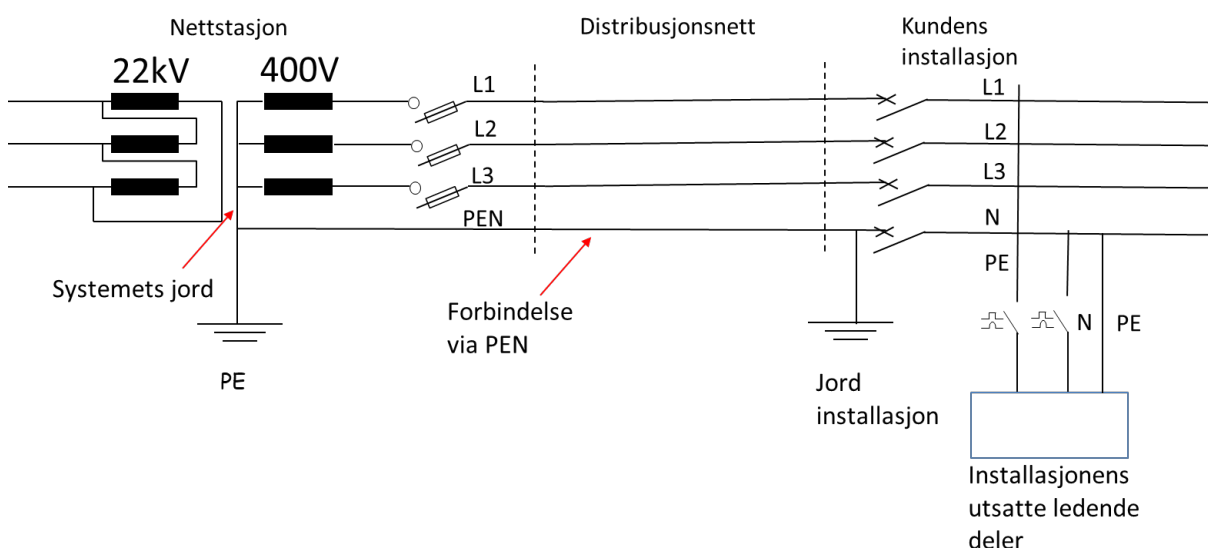 Nettstasjon
Distribusjonsnett
Kundens
installasjon
22kV
400V
L1
L1
L2
L2
L3
L3
PEN
N
PE
Systemets jord
Forbindelse
via PEN
N
PE
PE
Jord
installasjon
Installasjonens
utsatte ledende
deler